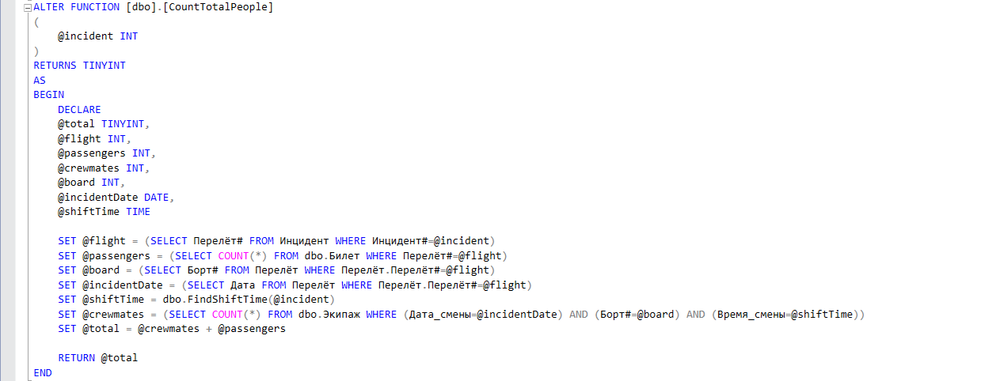 ALTER FUNCTION [dbo].[CountTotalPeople]
(
@incident INT
)
RETURNS TINYINT
AS
BEGIN
DECLARE
@total TINYINT,
@flight INT,
@passengers INT,
@crewmates INT,
@board INT,
@incidentDate DATE,
@shiftTime TIME
SET @flight = (SELECT Перелёт# FROM Инцидент WHERE Инцидент#=@incident)
SET @passengers = (SELECT COUNT(*) FROM dbo.Билет WHERE Перелёт#=@flight)
SET @board = (SELECT Борт# FROM Перелёт WHERE Перелёт.Перелёт#=@flight)
SET @incidentDate = (SELECT Дата FROM Перелёт WHERE Перелёт.Перелёт#=@flight)
SET @shiftTime = dbo.FindShiftTime(@incident)
SET @crewmates = (SELECT COUNT(*) FROM dbo.Экипаж WHERE (Дата_смены=@incidentDate) AND (Борт#=@board) AND (Время_смены=@shiftTime))
SET @total = @crewmates + @passengers
RETURN @total
END